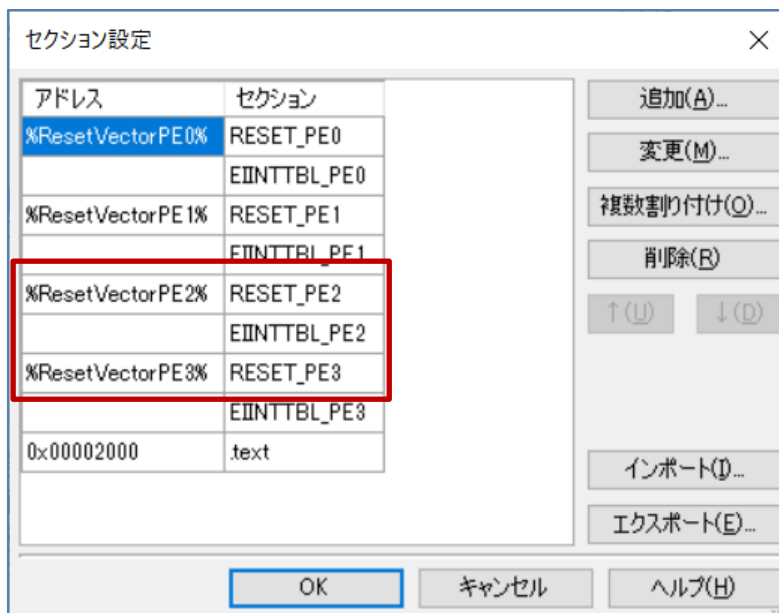 セクション設定
アドレス セクション
%ResetVectorPE0% RESET_PE0
EIINTTBL_PE0
%ResetVectorPE1% RESET_PE1
EIINTTBL_PE1
%ResetVectorPE2% RESET_PE2
EIINTTBL_PE2
%ResetVectorPE3% RESET_PE3
EIINTTBL_PE3
0x00002000 .text
追加(A)...
変更(M)...
複数割り付け(O)...
削除(R)
↑(U) ↓(D)
インポート(I)...
エクスポート(E)...
OK キャンセル ヘルプ(H)